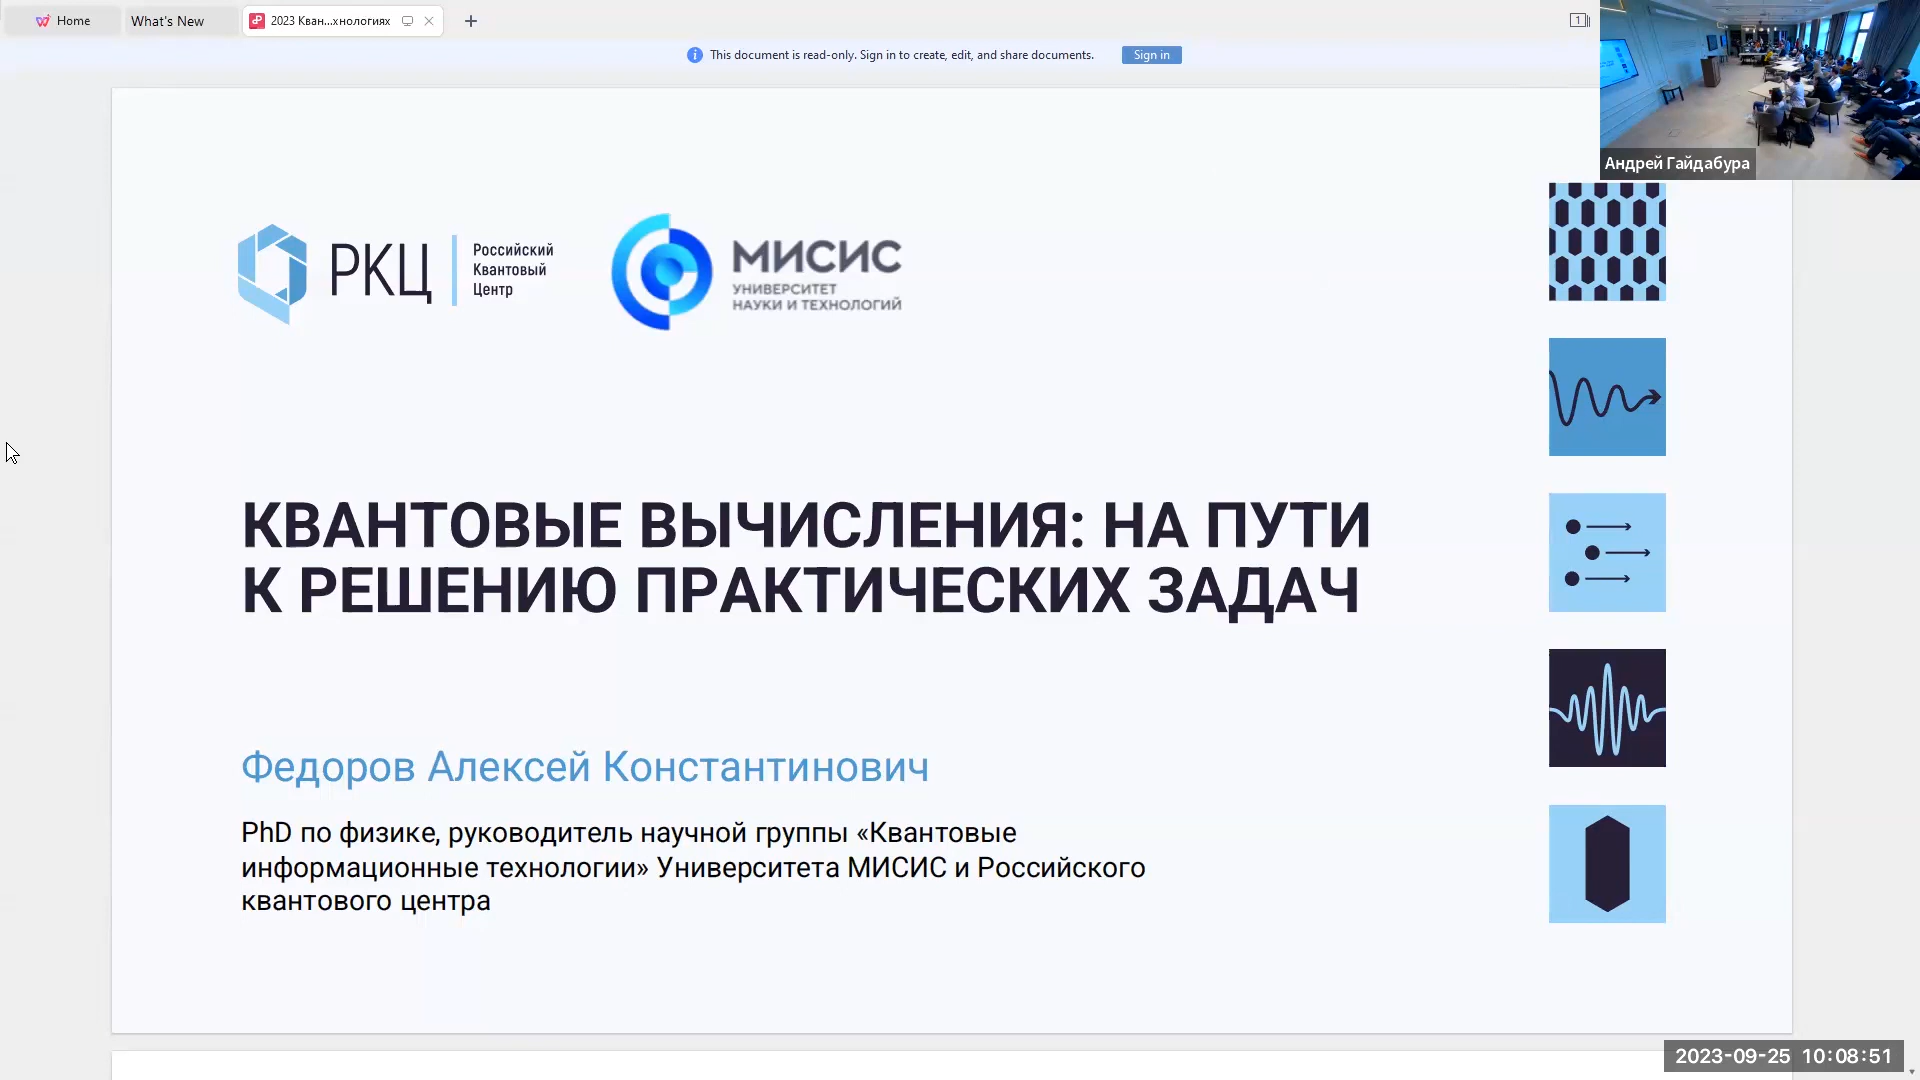 Home
What's New
2023 Кван...хнологиях
1
This document is read-only. Sign in to create, edit, and share documents.
Sign in
Андрей Гайдабура
РКЦ
Российский
Квантовый
Центр
МИСИС
УНИВЕРСИТЕТ
НАУКИ И ТЕХНОЛОГИЙ
КВАНТОВЫЕ ВЫЧИСЛЕНИЯ: НА ПУТИ
К РЕШЕНИЮ ПРАКТИЧЕСКИХ ЗАДАЧ
Федоров Алексей Константинович
PhD по физике, руководитель научной группы «Квантовые
информационные технологии» Университета МИСИС и Российского
квантового центра
2023-09-25 10:08:51